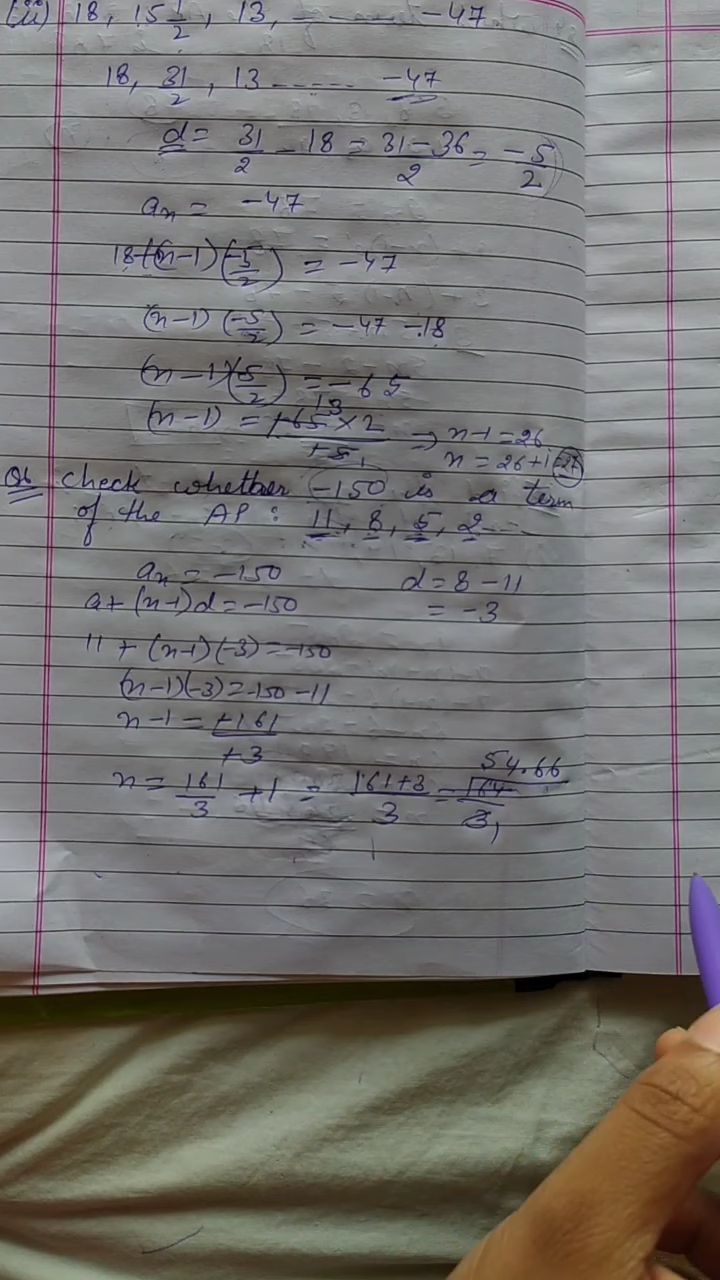 (ii) 18, 15 1/2, 13, ------ -47
18, 31/2, 13 ----- -47
d = 31/2 - 18 = 31-36/2 = -5/2
an = -47
18+(n-1)(-5/2) = -47
(n-1)(-5/2) = -47-18
(n-1)(-5/2) = -65
(n-1) = +65 13 × 2/+5 1 ⇒ n-1=26
n = 26+1 =27
Q6 check whether -150 is a term
of the AP: 11, 8, 5, 2...
an = -150 d = 8-11
a+(n-1)d = -150 = -3
11 + (n-1)(-3) = -150
(n-1)(-3) = -150-11
n-1 = +161/+3
n = 161/3 +1 = 161+3/3 = 164/3 54.66